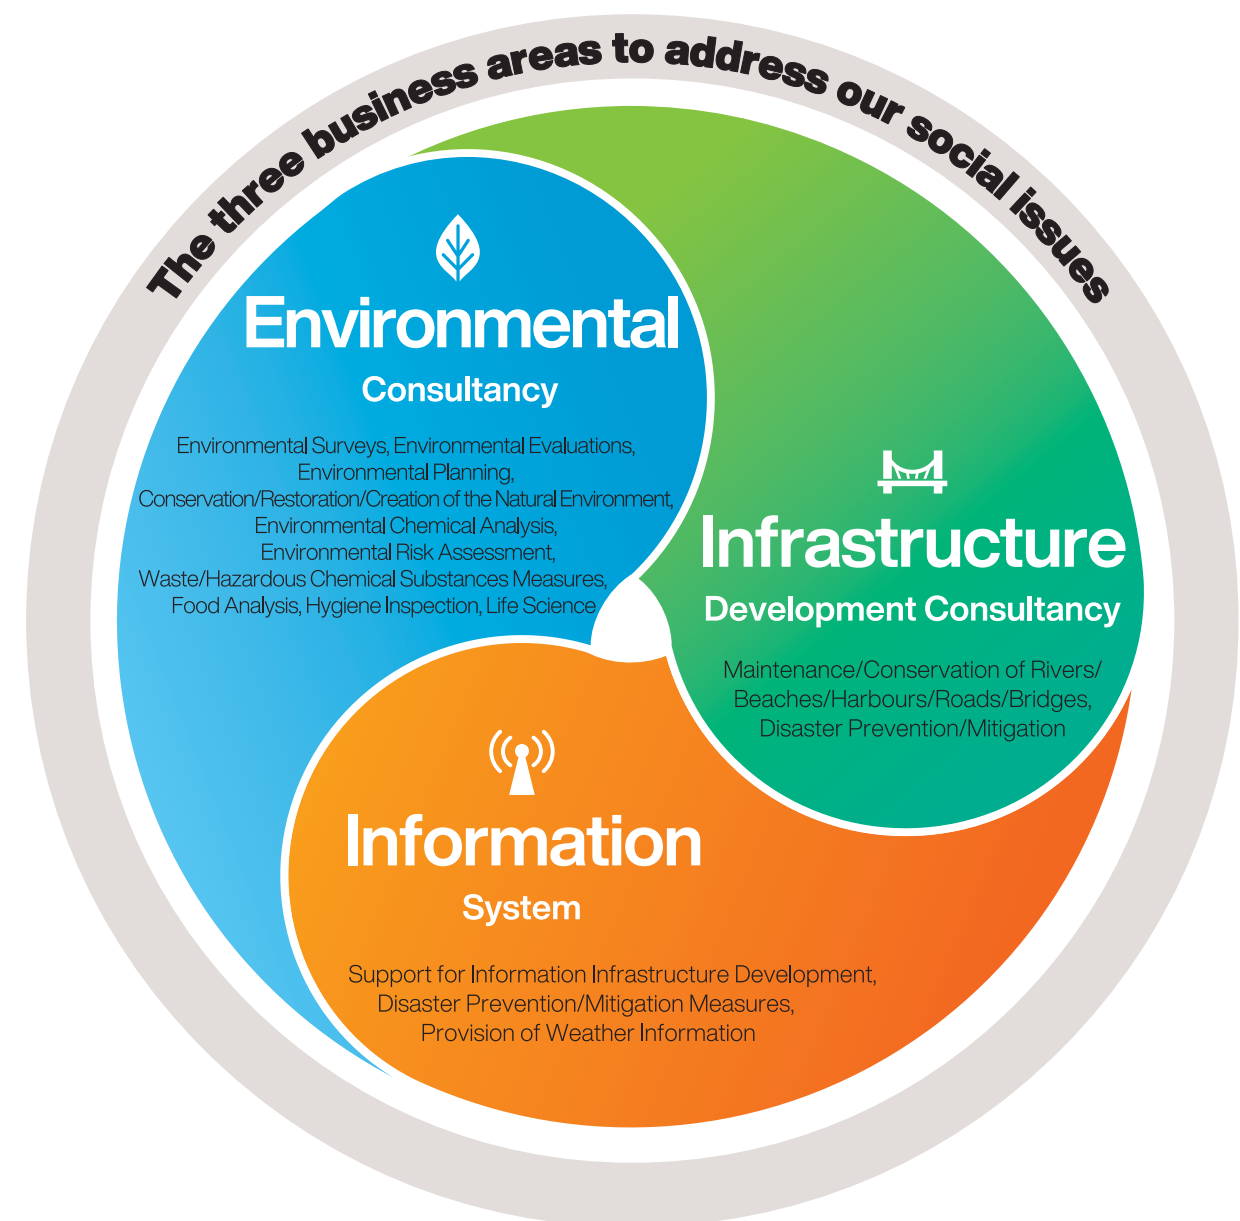 The three business areas to address our social issues
Environmental
Consultancy
Environmental Surveys, Environmental Evaluations,
Environmental Planning,
Conservation/Restoration/Creation of the Natural Environment,
Environmental Chemical Analysis,
Environmental Risk Assessment,
Waste/Hazardous Chemical Substances Measures,
Food Analysis, Hygiene Inspection, Life Science
Infrastructure
Development Consultancy
Maintenance/Conservation of Rivers/
Beaches/Harbours/Roads/Bridges,
Disaster Prevention/Mitigation
Information
System
Support for Information Infrastructure Development,
Disaster Prevention/Mitigation Measures,
Provision of Weather Information